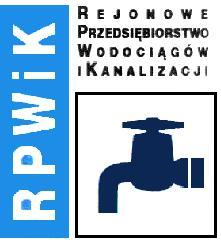 RPWiK
REJONOWE
PRZEDSIĘBIORSTWO
WODOCIĄGÓW
i KANALIZACJI